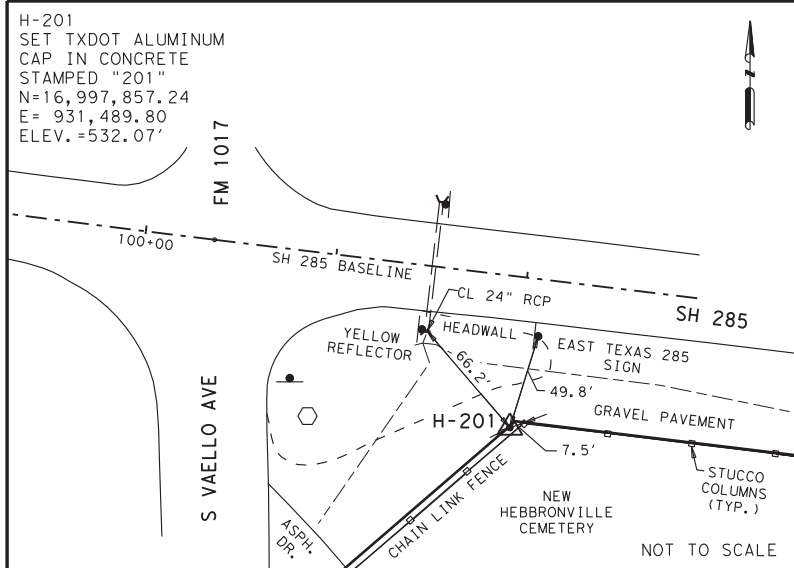 H-201
SET TXDOT ALUMINUM
CAP IN CONCRETE
STAMPED "201"
N=16,997,857.24
E= 931,489.80
ELEV.=532.07'
N
FM 1017
100+00
SH 285 BASELINE
CL 24" RCP
SH 285
YELLOW
REFLECTOR
HEADWALL
EAST TEXAS 285
SIGN
66.2'
49.8'
H-201
GRAVEL PAVEMENT
7.5'
S VAELLO AVE
STUCCO
COLUMNS
(TYP.)
CHAIN LINK FENCE
NEW
HEBBRONVILLE
CEMETERY
ASPH.
DR.
NOT TO SCALE